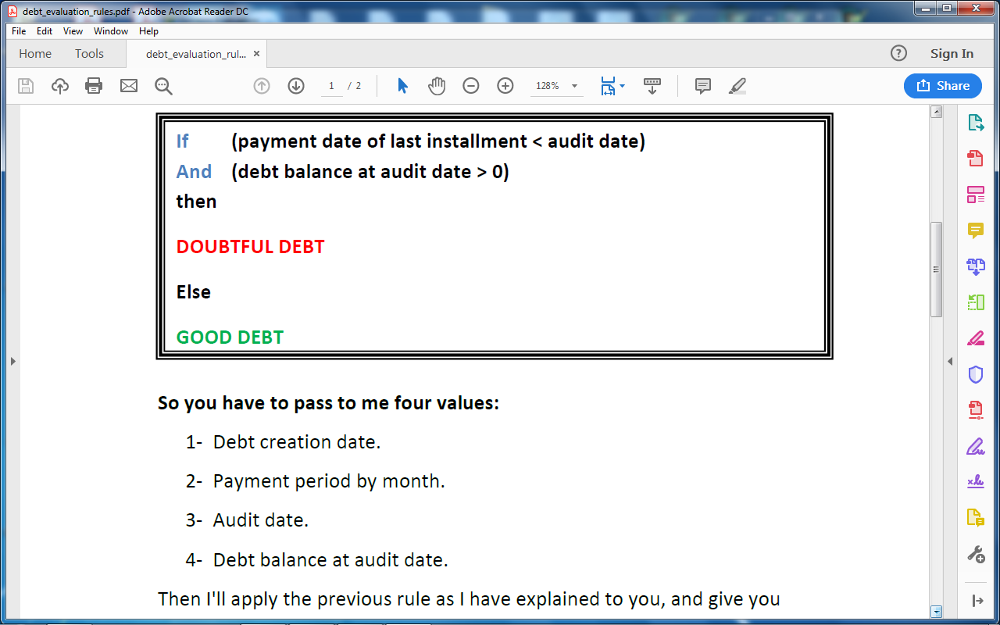 debt_evaluation_rules.pdf - Adobe Acrobat Reader DC
File Edit View Window Help
Home Tools debt_evaluation_rul... × Sign In
1 / 2 128% Share
If (payment date of last installment < audit date)
And (debt balance at audit date > 0)
then
DOUBTFUL DEBT
Else
GOOD DEBT
So you have to pass to me four values:
1- Debt creation date.
2- Payment period by month.
3- Audit date.
4- Debt balance at audit date.
Then I'll apply the previous rule as I have explained to you, and give you